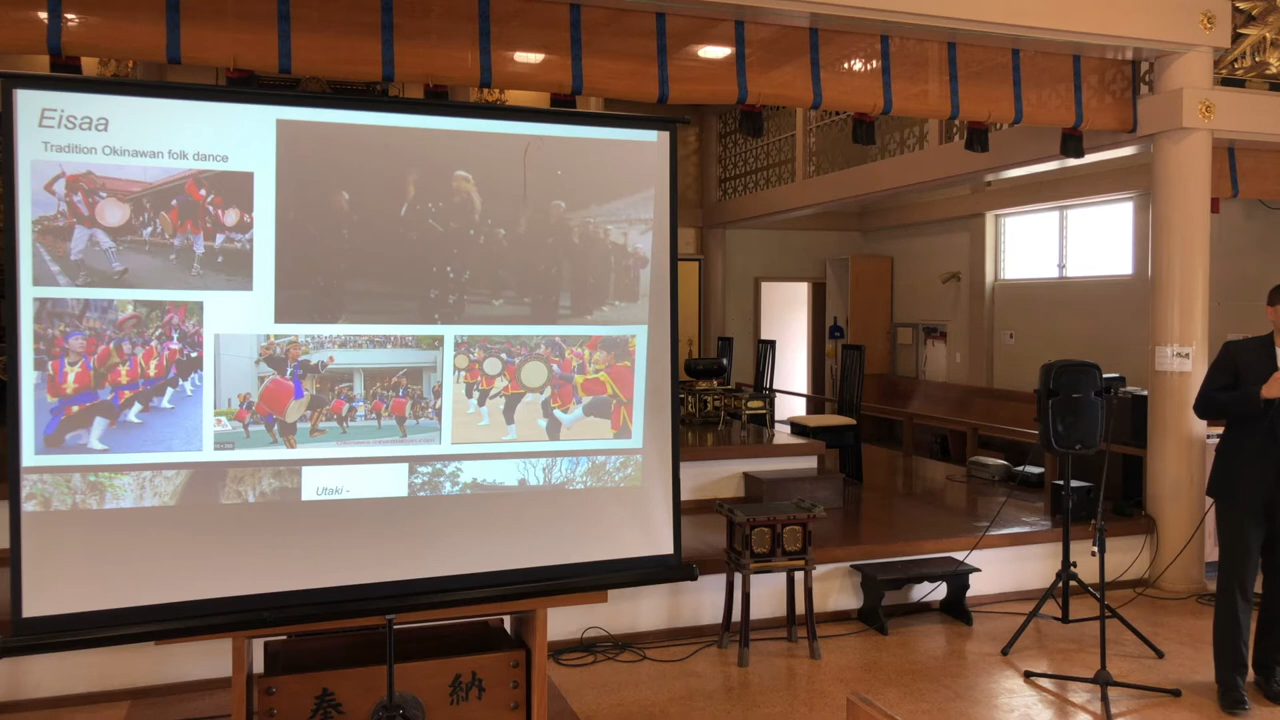 Eisaa
Tradition Okinawan folk dance
Utaki -
奉 納